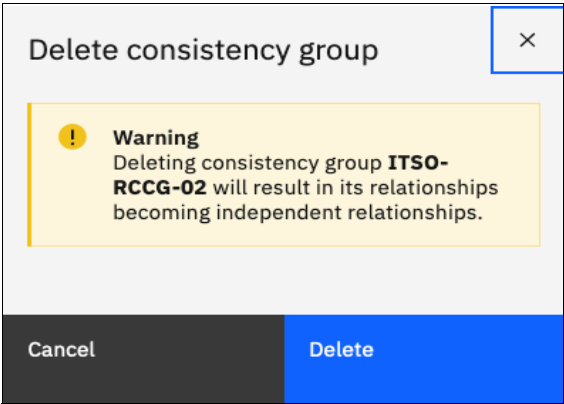 Delete consistency group
Warning
Deleting consistency group ITSO-
RCCG-02 will result in its relationships
becoming independent relationships.
Cancel
Delete